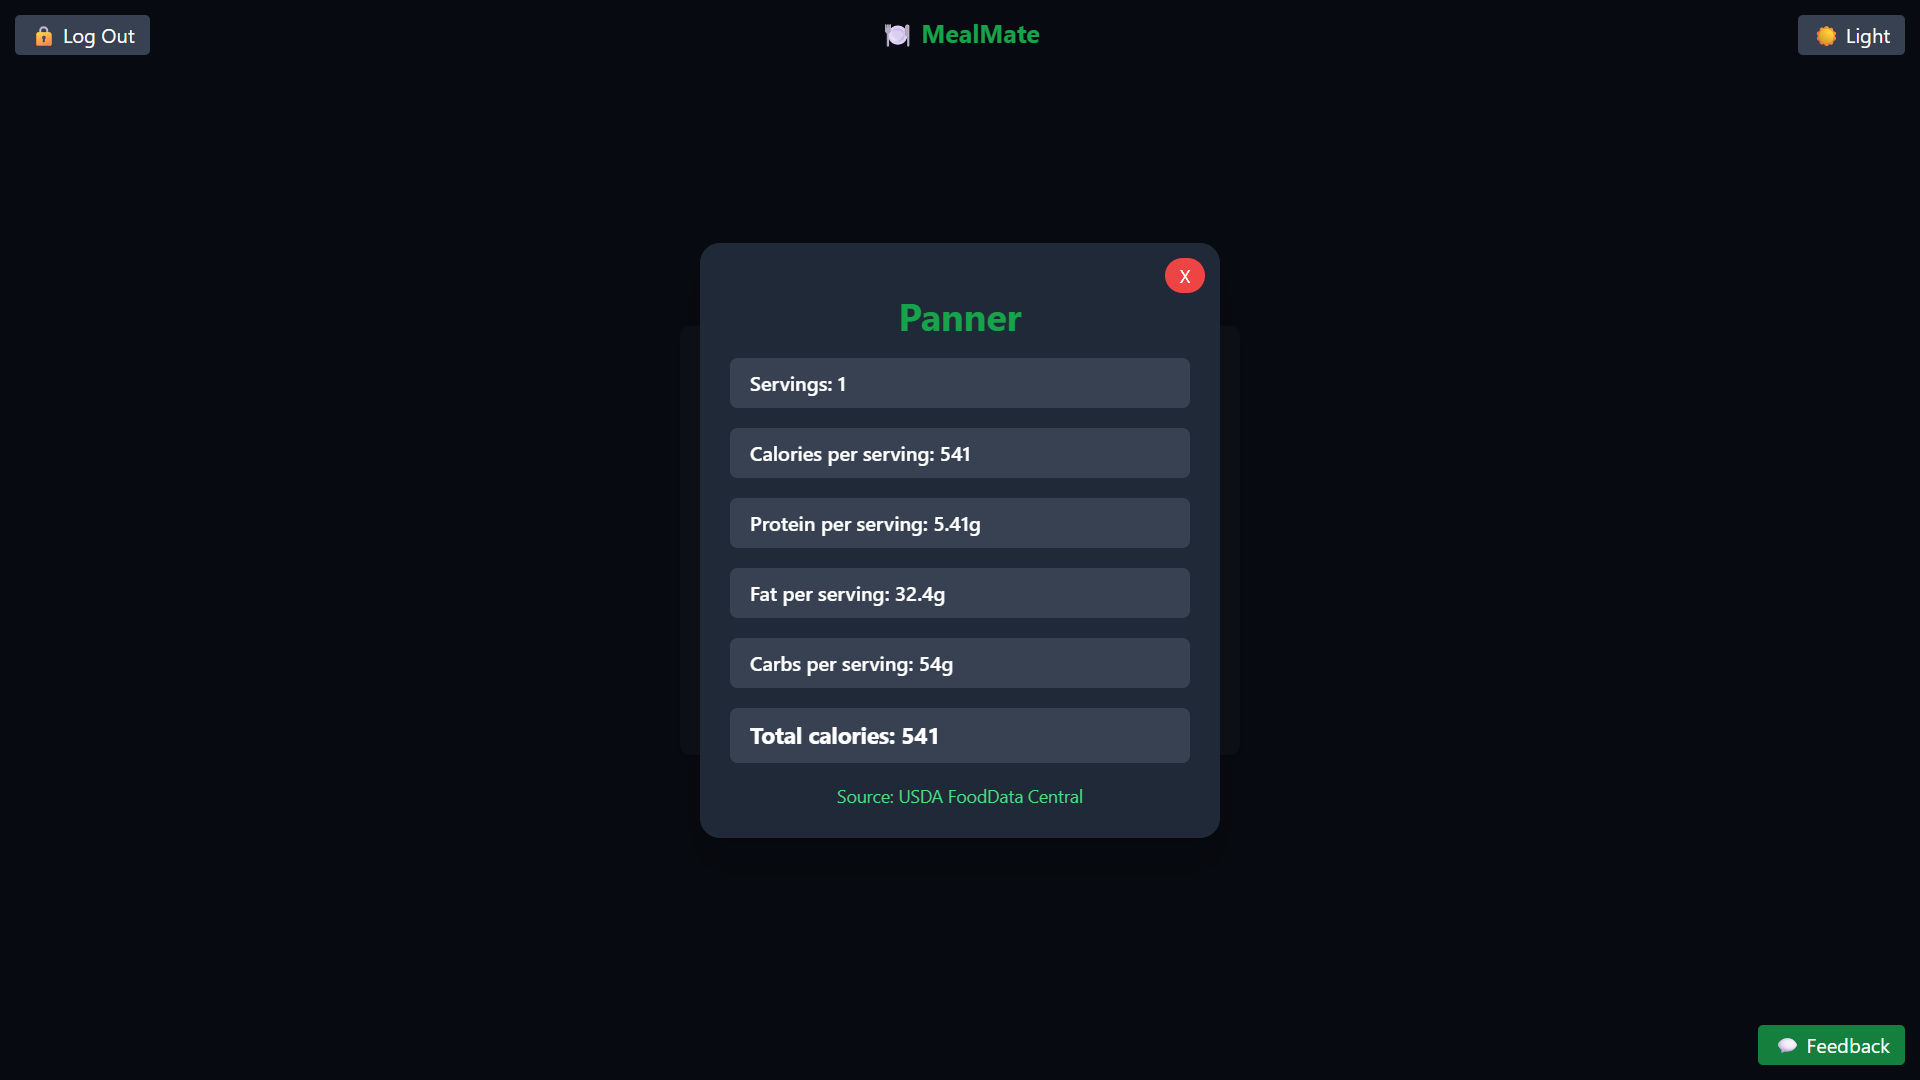 Log Out
MealMate
Light
X
Panner
Servings: 1
Calories per serving: 541
Protein per serving: 5.41g
Fat per serving: 32.4g
Carbs per serving: 54g
Total calories: 541
Source: USDA FoodData Central
Feedback